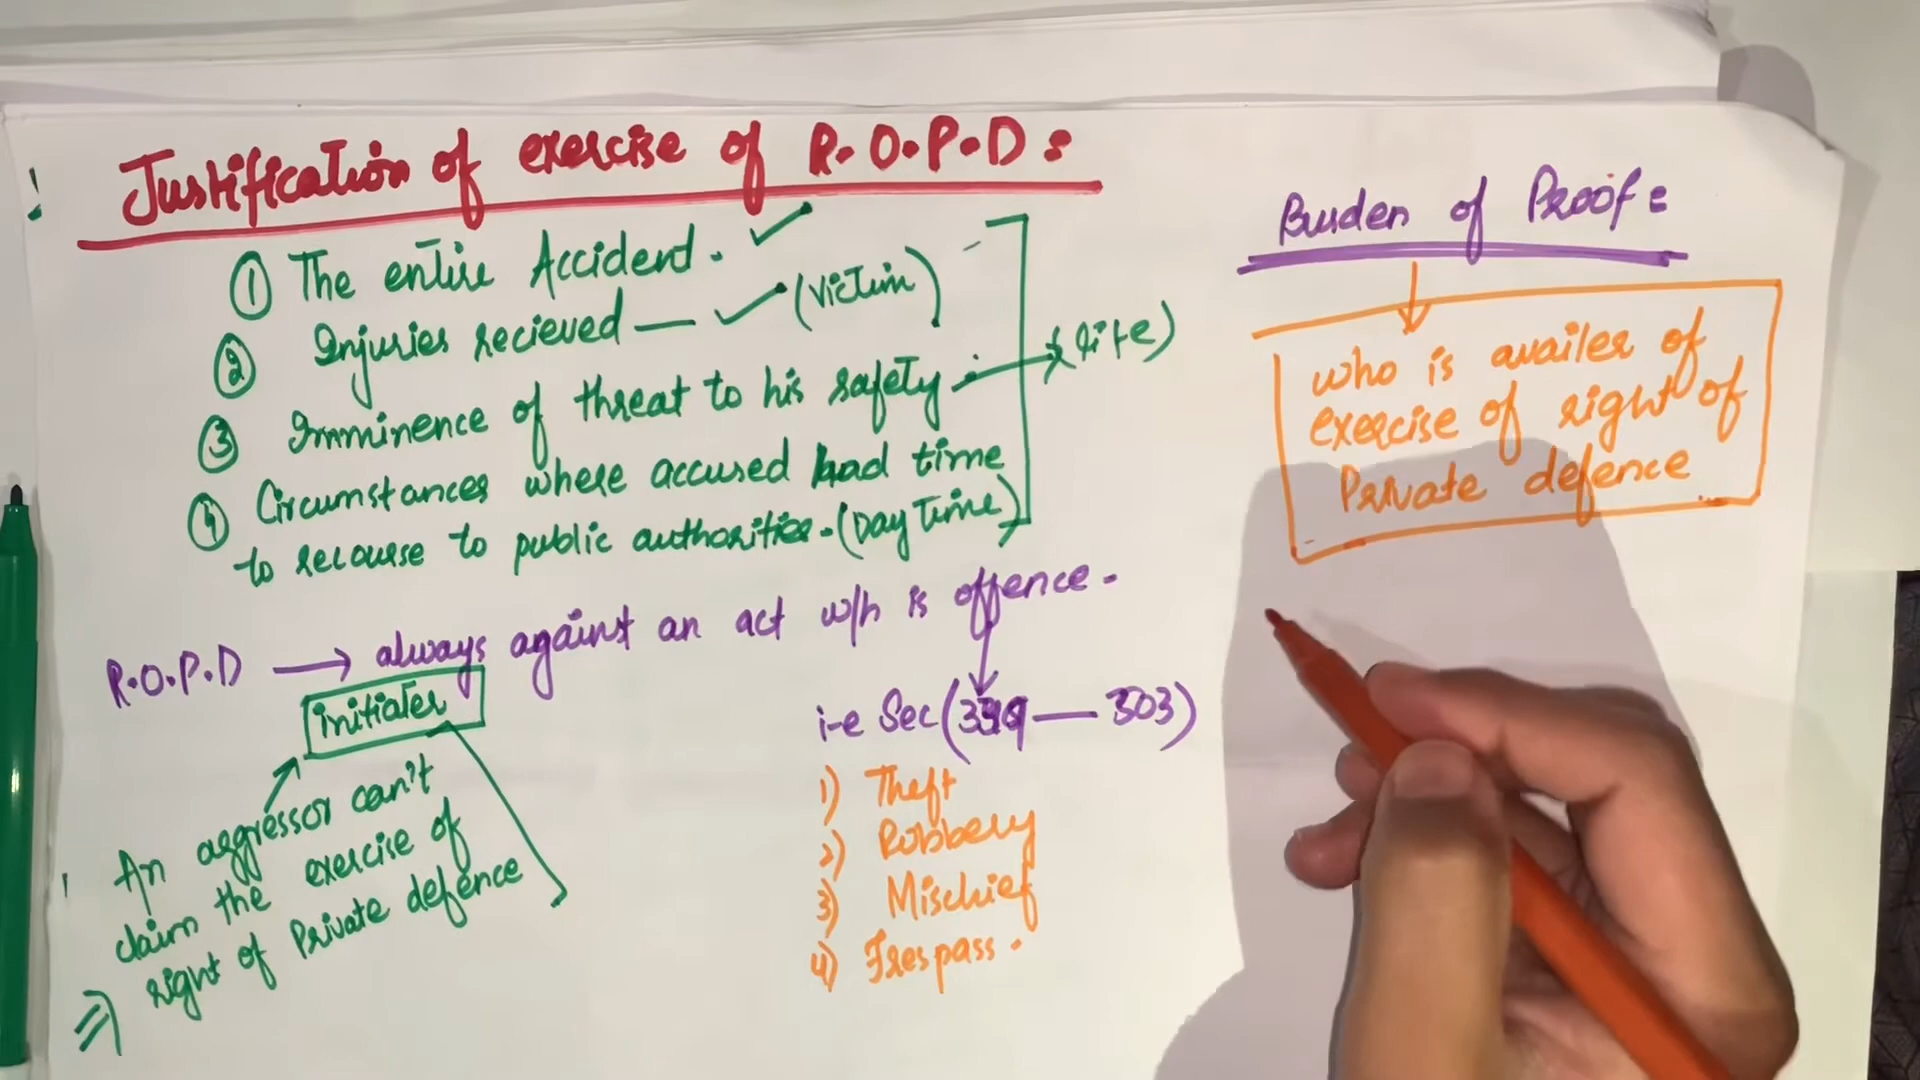 Justification of exercise of R.O.P.D:
① The entire Accident. ✓
② Injuries recieved — ✓ (victim)
③ Imminence of threat to his safety
(life)
④ Circumstances where accused had time
to recourse to public authorities. (Day Time)
R.O.P.D → always against an act w/h is offence.
initiater
An aggressor can't
claim the exercise of
right of Private defence
⇒
i-e Sec ( — 303)
1) Theft
2) Robbery
3) Mischief
4) Trespass.
Burden of Proof:
who is availer of
exercise of right of
Private defence